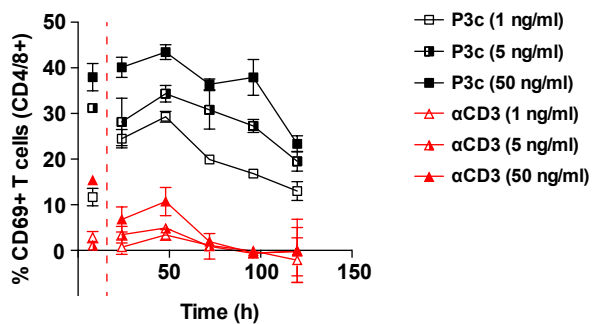 % CD69+ T cells (CD4/8+)
50
40
30
20
10
0
50
100
150
Time (h)
P3c (1 ng/ml)
P3c (5 ng/ml)
P3c (50 ng/ml)
αCD3 (1 ng/ml)
αCD3 (5 ng/ml)
αCD3 (50 ng/ml)